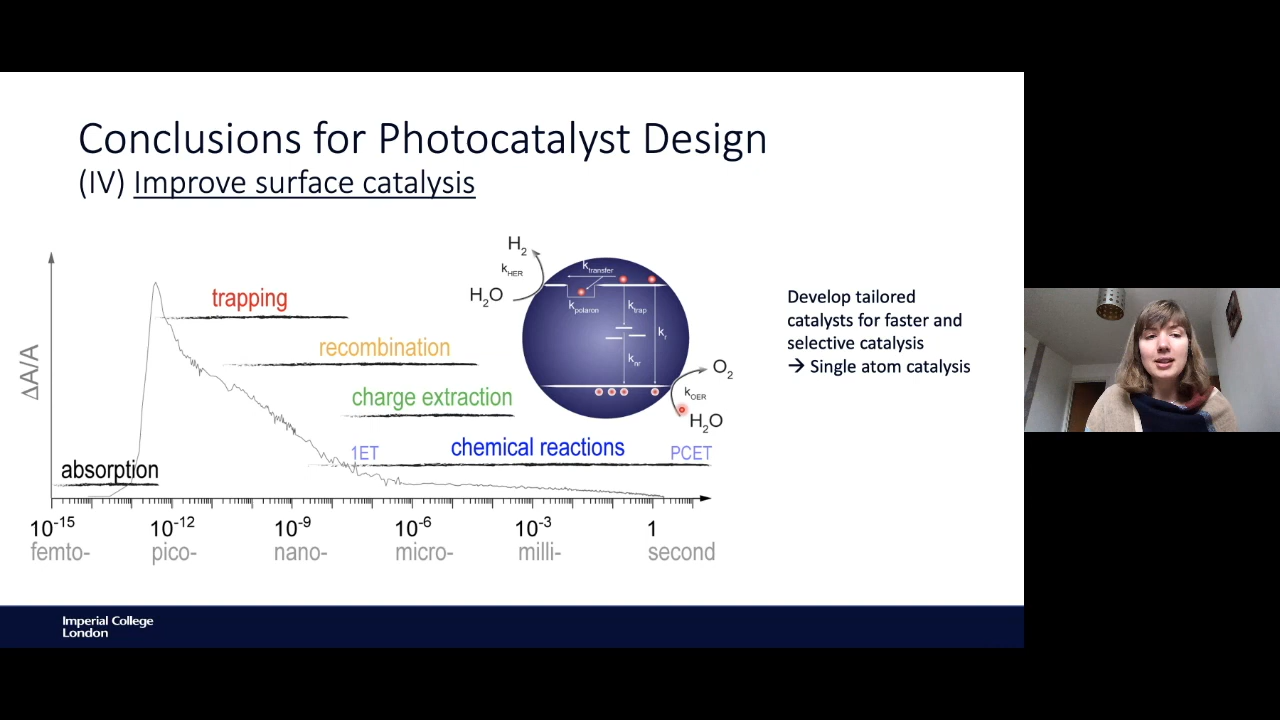 Conclusions for Photocatalyst Design
(IV) Improve surface catalysis
ΔA/A
trapping
recombination
charge extraction
1ET
chemical reactions
PCET
absorption
10-15
10-12
10-9
10-6
10-3
1
femto-
pico-
nano-
micro-
milli-
second
H2
kHER
H2O
ktransfer
kpolaron
ktrap
kr
knr
O2
kOER
H2O
Develop tailored
catalysts for faster and
selective catalysis
→ Single atom catalysis
Imperial College
London